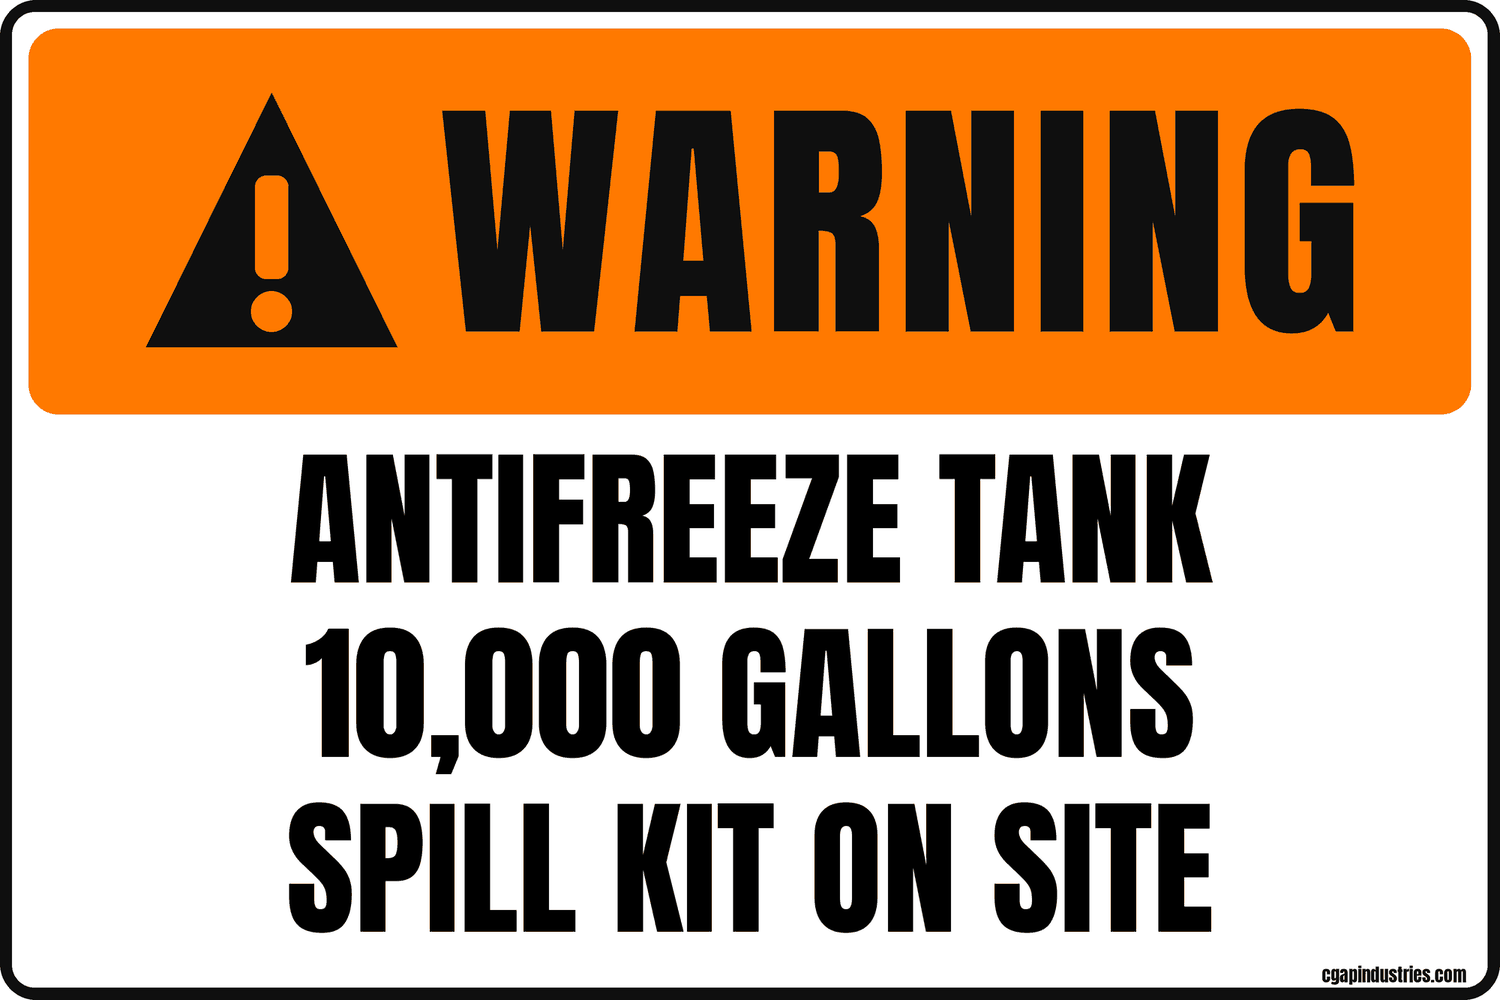 WARNING
ANTIFREEZE TANK
10,000 GALLONS
SPILL KIT ON SITE
cgapindustries.com